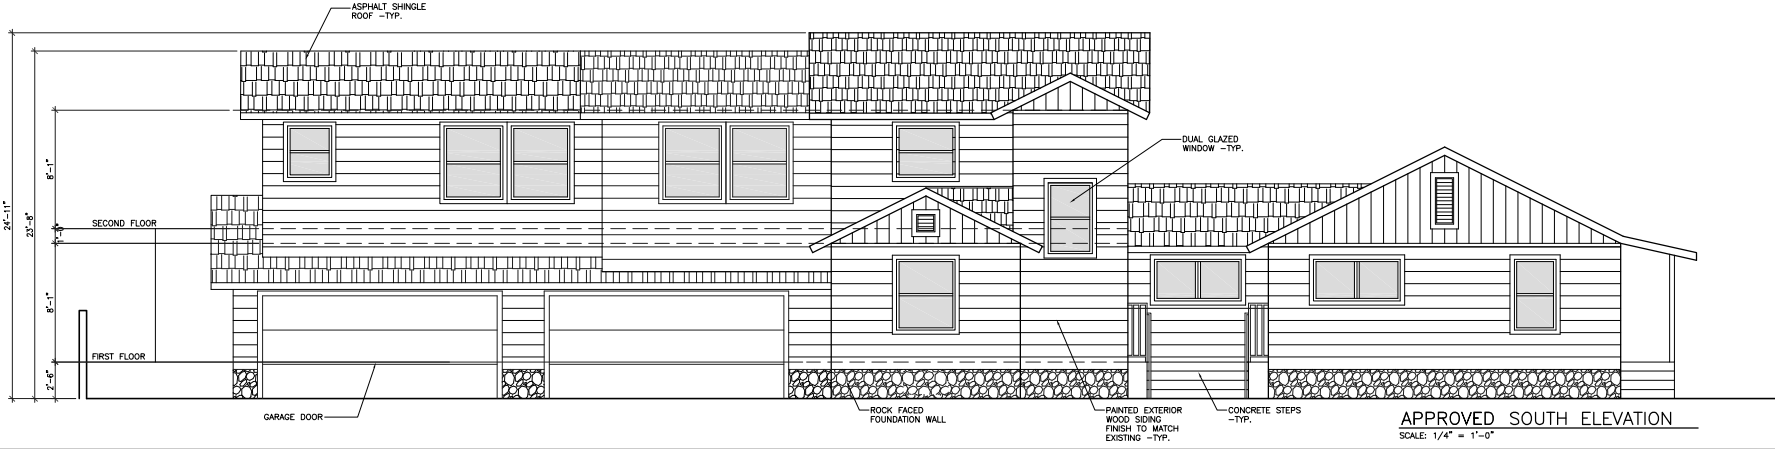 ASPHALT SHINGLE
ROOF -TYP.
DUAL GLAZED
WINDOW -TYP.
24'-11"
23'-8"
8'-1"
SECOND FLOOR
1'-0"
8'-1"
FIRST FLOOR
2'-6"
GARAGE DOOR
ROCK FACED
FOUNDATION WALL
PAINTED EXTERIOR
WOOD SIDING
FINISH TO MATCH
EXISTING -TYP.
CONCRETE STEPS
-TYP.
APPROVED SOUTH ELEVATION
SCALE: 1/4" = 1'-0"